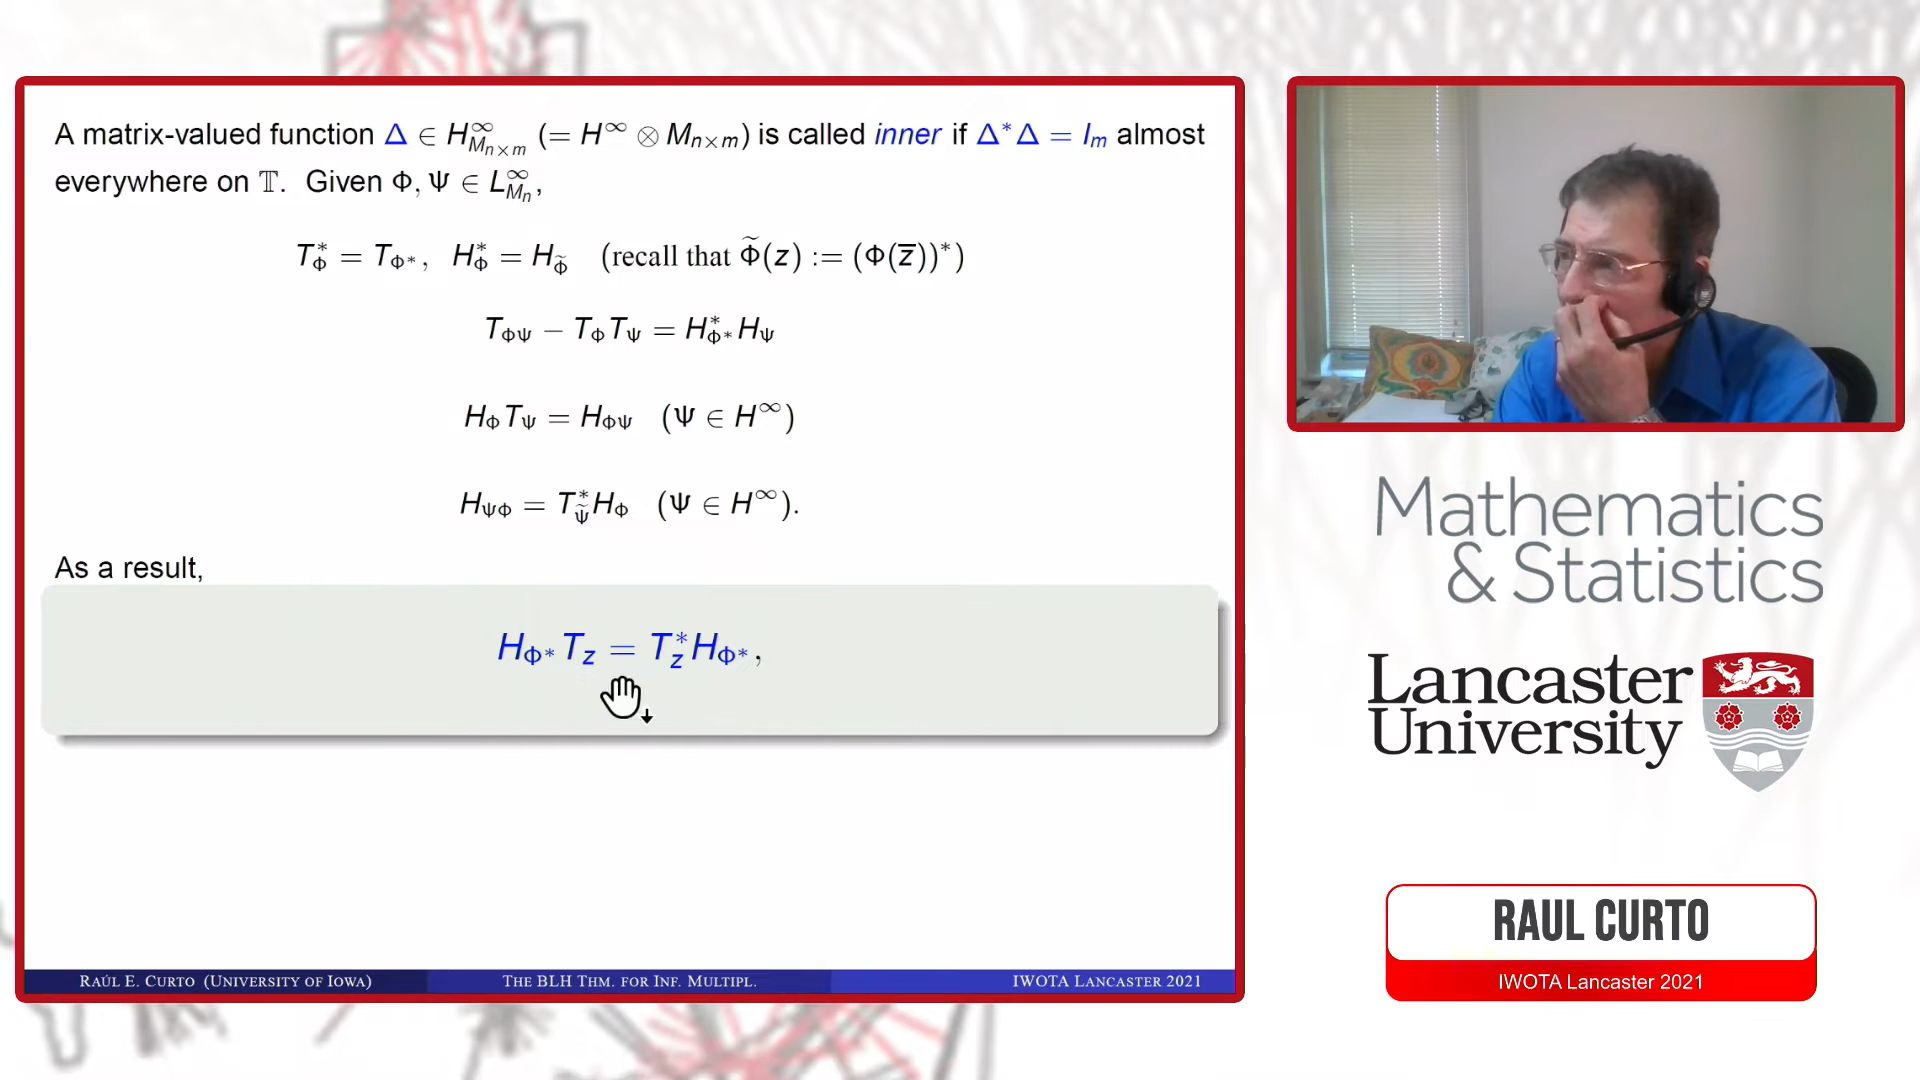 A matrix-valued function Δ ∈ H^∞_{M_{n×m}} (= H^∞ ⊗ M_{n×m}) is called inner if Δ*Δ = I_m almost
everywhere on 𝕋. Given Φ, Ψ ∈ L^∞_{M_n},
T*_Φ = T_{Φ*}, H*_Φ = H_{Φ̃} (recall that Φ̃(z) := (Φ(z̄))*)
T_{ΦΨ} − T_Φ T_Ψ = H*_{Φ*} H_Ψ
H_Φ T_Ψ = H_{ΦΨ} (Ψ ∈ H^∞)
H_{ΨΦ} = T*_{Ψ̃} H_Φ (Ψ ∈ H^∞).
As a result,
H_{Φ*} T_z = T*_z H_{Φ*},
RAÚL E. CURTO (UNIVERSITY OF IOWA) THE BLH THM. FOR INF. MULTIPL. IWOTA LANCASTER 2021
Mathematics
& Statistics
Lancaster
University
RAUL CURTO
IWOTA Lancaster 2021